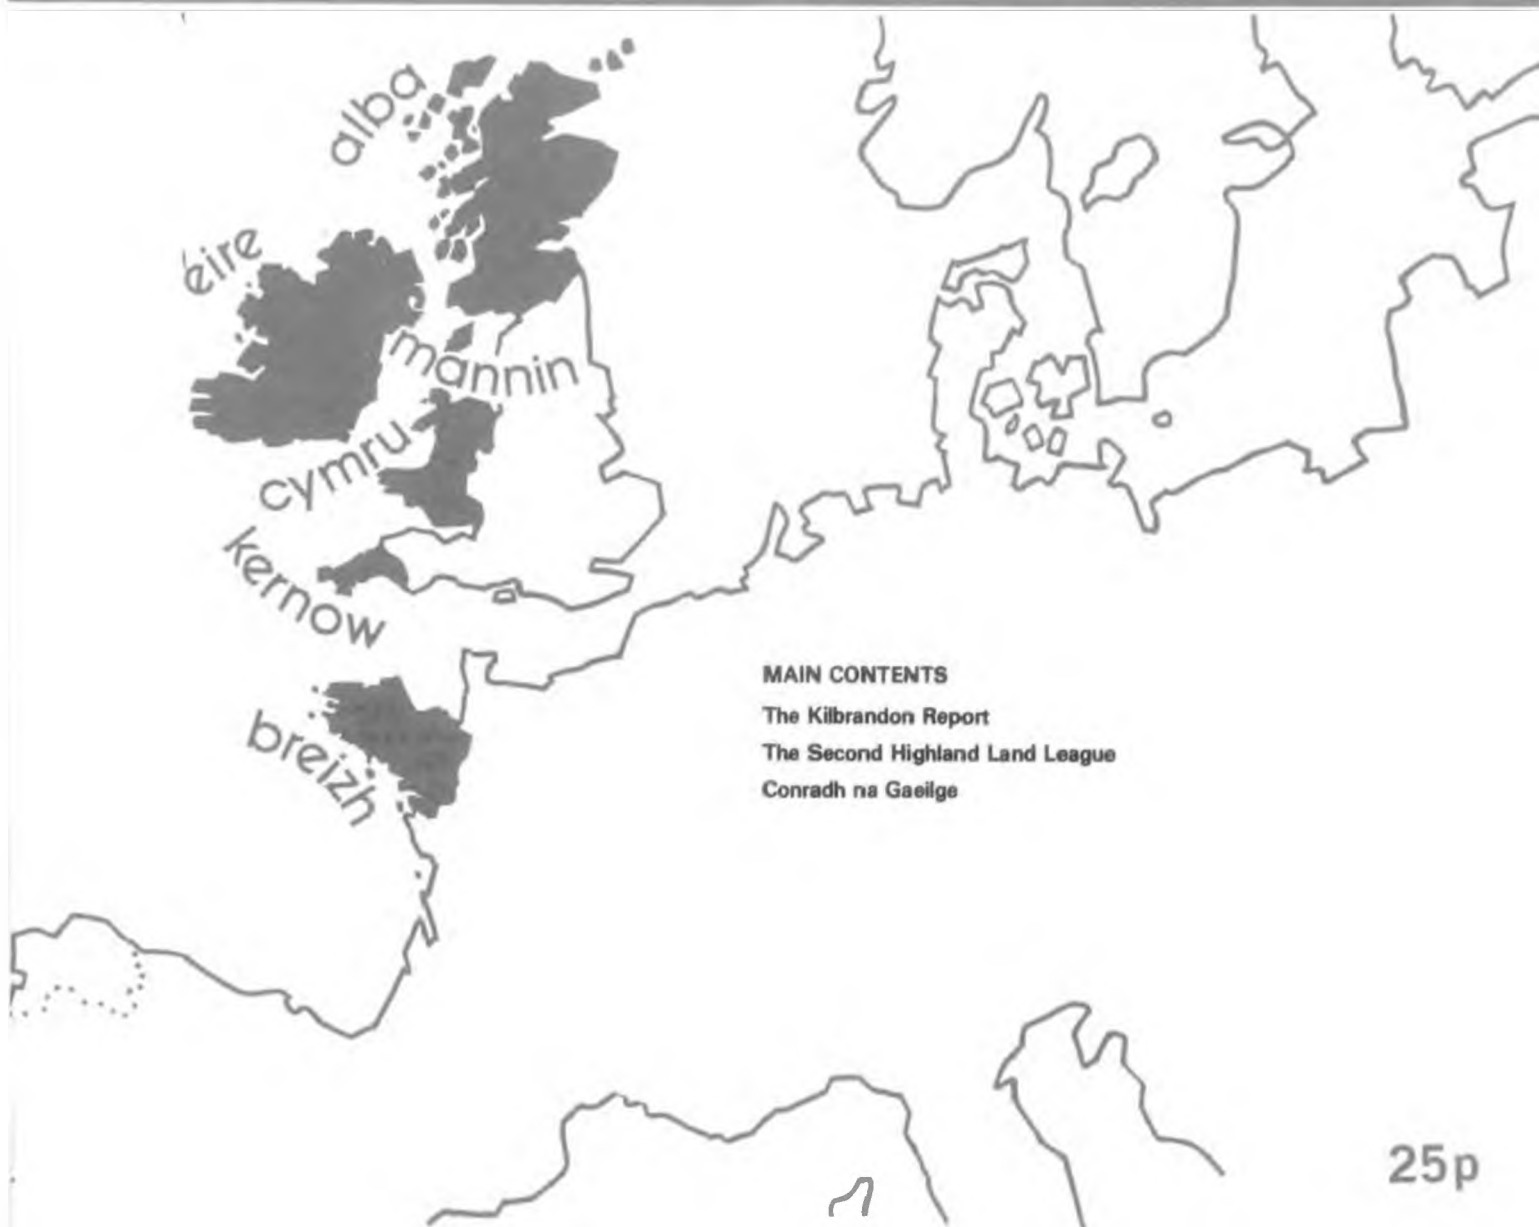 alba
éire
mannin
cymru
kernow
breizh
MAIN CONTENTS
The Kilbrandon Report
The Second Highland Land League
Conradh na Gaeilge
25p